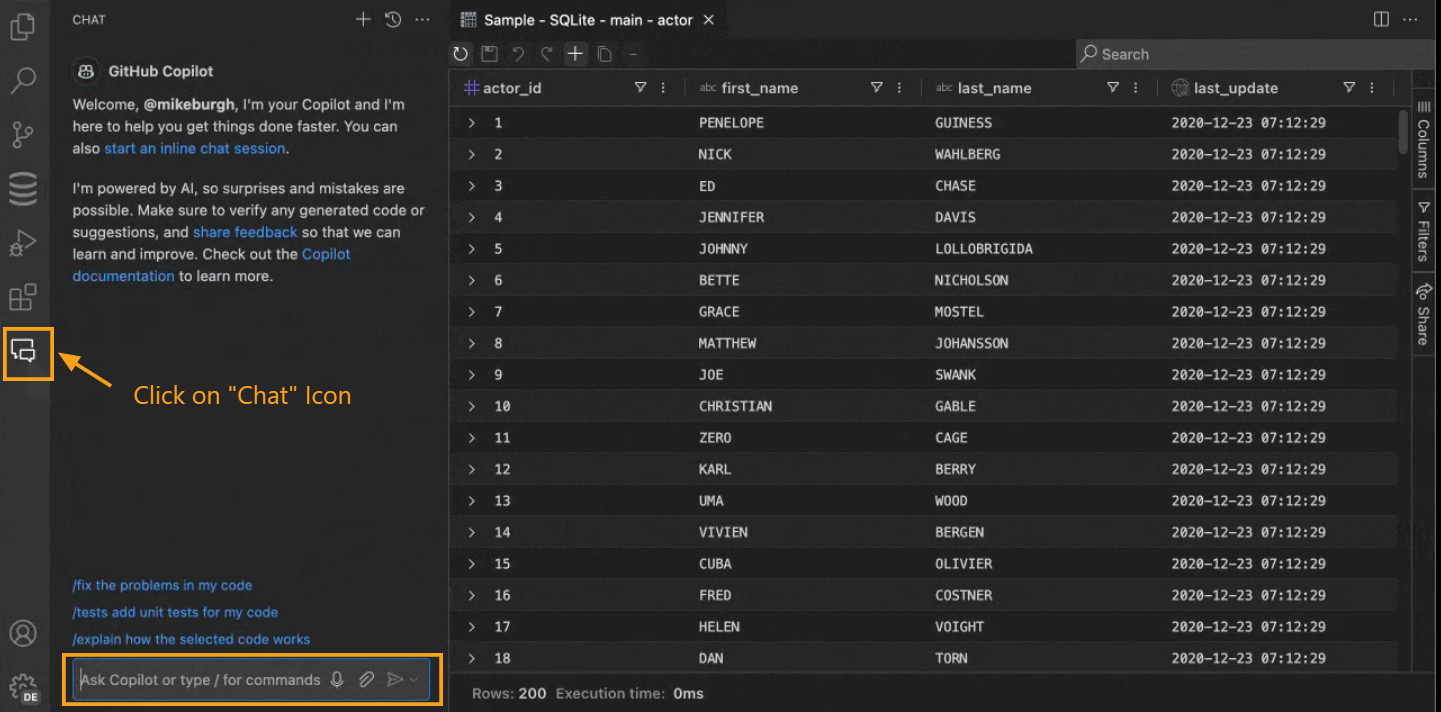 CHAT
GitHub Copilot
Welcome, @mikeburgh, I'm your Copilot and I'm
here to help you get things done faster. You can
also start an inline chat session.
I'm powered by AI, so surprises and mistakes are
possible. Make sure to verify any generated code or
suggestions, and share feedback so that we can
learn and improve. Check out the Copilot
documentation to learn more.
Click on "Chat" Icon
/fix the problems in my code
/tests add unit tests for my code
/explain how the selected code works
Ask Copilot or type / for commands
DE
Sample - SQLite - main - actor
Search
actor_id abc first_name abc last_name last_update
1 PENELOPE GUINESS 2020-12-23 07:12:29
2 NICK WAHLBERG 2020-12-23 07:12:29
3 ED CHASE 2020-12-23 07:12:29
4 JENNIFER DAVIS 2020-12-23 07:12:29
5 JOHNNY LOLLOBRIGIDA 2020-12-23 07:12:29
6 BETTE NICHOLSON 2020-12-23 07:12:29
7 GRACE MOSTEL 2020-12-23 07:12:29
8 MATTHEW JOHANSSON 2020-12-23 07:12:29
9 JOE SWANK 2020-12-23 07:12:29
10 CHRISTIAN GABLE 2020-12-23 07:12:29
11 ZERO CAGE 2020-12-23 07:12:29
12 KARL BERRY 2020-12-23 07:12:29
13 UMA WOOD 2020-12-23 07:12:29
14 VIVIEN BERGEN 2020-12-23 07:12:29
15 CUBA OLIVIER 2020-12-23 07:12:29
16 FRED COSTNER 2020-12-23 07:12:29
17 HELEN VOIGHT 2020-12-23 07:12:29
18 DAN TORN 2020-12-23 07:12:29
Columns
Filters
Share
Rows: 200 Execution time: 0ms